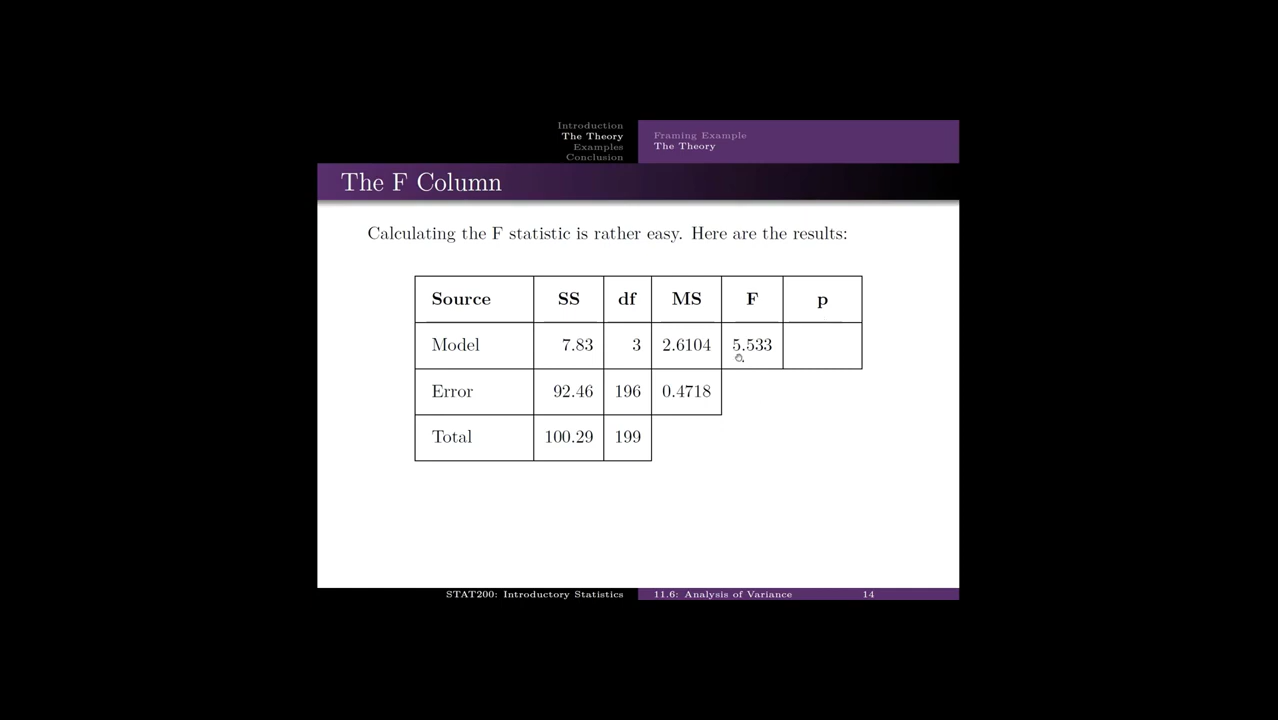 Introduction
The Theory
Examples
Conclusion
Framing Example
The Theory
The F Column
Calculating the F statistic is rather easy. Here are the results:
Source SS df MS F p
Model 7.83 3 2.6104 5.533
Error 92.46 196 0.4718
Total 100.29 199
STAT200: Introductory Statistics 11.6: Analysis of Variance 14